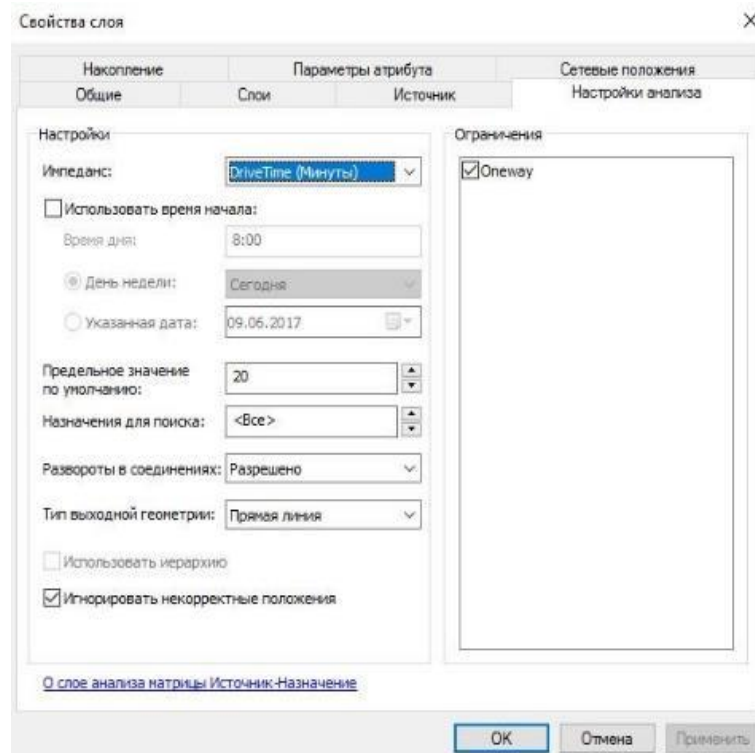 Свойства слоя
Накопление Параметры атрибута Сетевые положения
Общие Слои Источник Настройки анализа
Настройки
Импеданс: DriveTime (Минуты)
Использовать время начала:
Время дня: 8:00
День недели: Сегодня
Указанная дата: 09.06.2017
Предельное значение
по умолчанию: 20
Назначения для поиска: <Все>
Развороты в соединениях: Разрешено
Тип выходной геометрии: Прямая линия
Использовать иерархию
Игнорировать некорректные положения
Ограничения
Oneway
О слое анализа матрицы Источник-Назначение
OK Отмена Применить